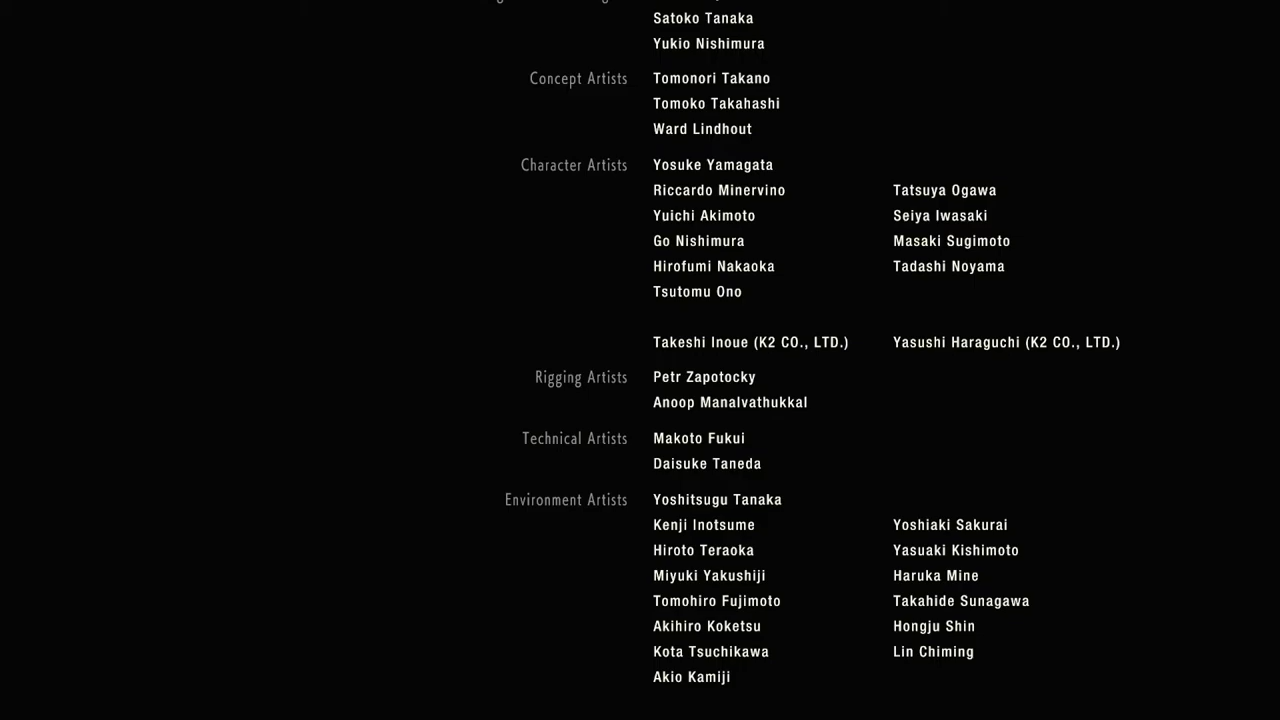 Satoko Tanaka
Yukio Nishimura
Concept Artists Tomonori Takano
Tomoko Takahashi
Ward Lindhout
Character Artists Yosuke Yamagata
Riccardo Minervino Tatsuya Ogawa
Yuichi Akimoto Seiya Iwasaki
Go Nishimura Masaki Sugimoto
Hirofumi Nakaoka Tadashi Noyama
Tsutomu Ono
Takeshi Inoue (K2 CO., LTD.) Yasushi Haraguchi (K2 CO., LTD.)
Rigging Artists Petr Zapotocky
Anoop Manalvathukkal
Technical Artists Makoto Fukui
Daisuke Taneda
Environment Artists Yoshitsugu Tanaka
Kenji Inotsume Yoshiaki Sakurai
Hiroto Teraoka Yasuaki Kishimoto
Miyuki Yakushiji Haruka Mine
Tomohiro Fujimoto Takahide Sunagawa
Akihiro Koketsu Hongju Shin
Kota Tsuchikawa Lin Chiming
Akio Kamiji